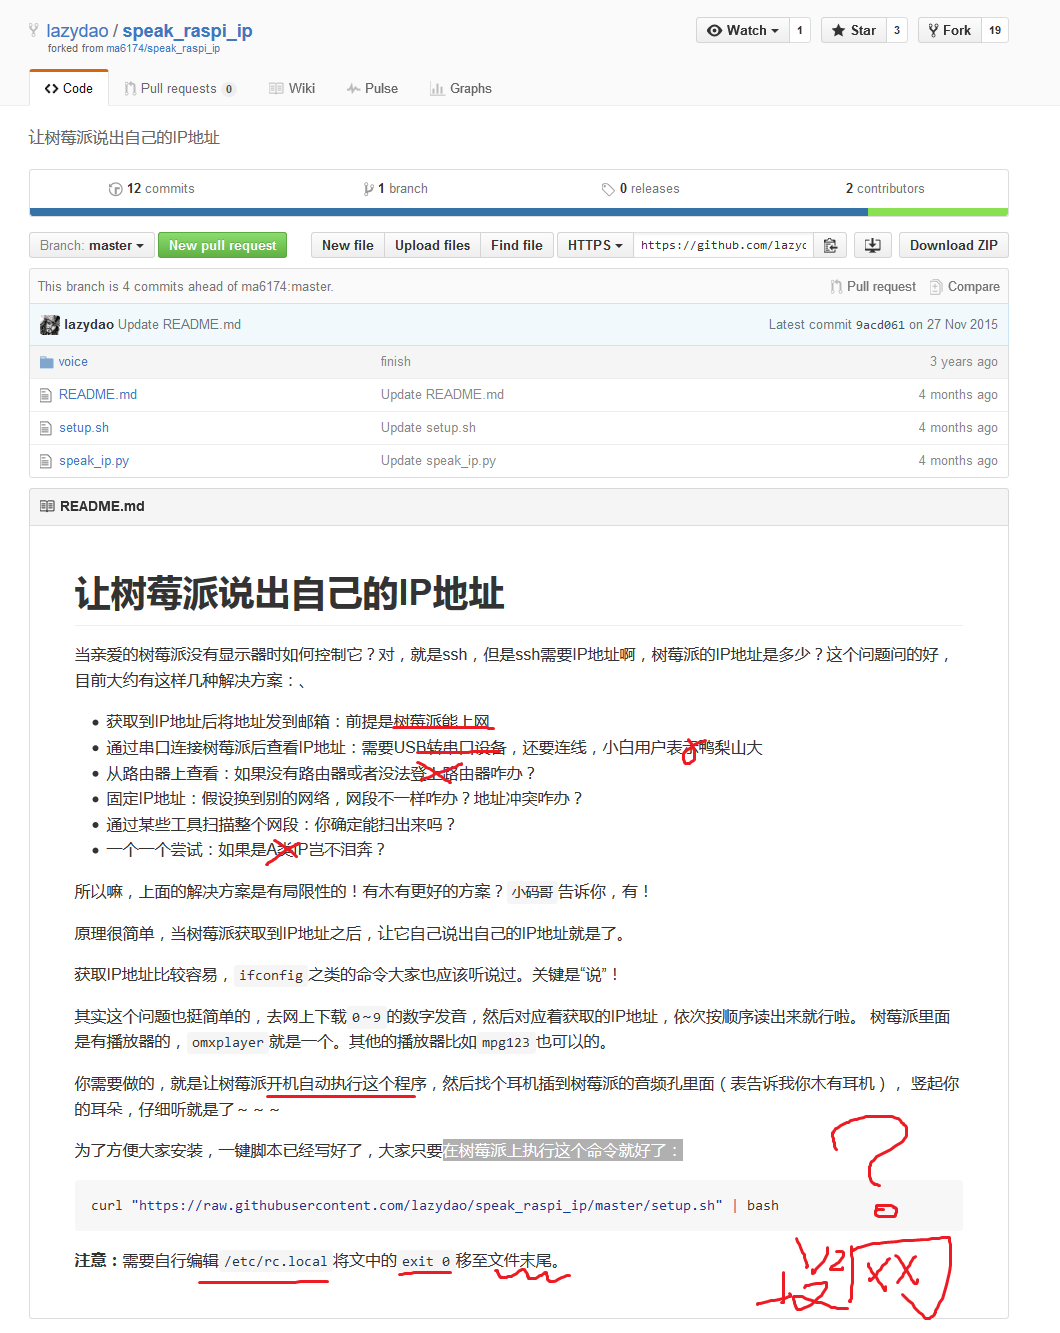 lazydao / speak_raspi_ip
Watch 1 Star 3 Fork 19
forked from ma6174/speak_raspi_ip
Code Pull requests 0 Wiki Pulse Graphs
让树莓派说出自己的IP地址
12 commits 1 branch 0 releases 2 contributors
Branch: master New pull request New file Upload files Find file HTTPS https://github.com/lazyc Download ZIP
This branch is 4 commits ahead of ma6174:master. Pull request Compare
lazydao Update README.md Latest commit 9acd061 on 27 Nov 2015
voice finish 3 years ago
README.md Update README.md 4 months ago
setup.sh Update setup.sh 4 months ago
speak_ip.py Update speak_ip.py 4 months ago
README.md
让树莓派说出自己的IP地址
当亲爱的树莓派没有显示器时如何控制它？对，就是ssh，但是ssh需要IP地址啊，树莓派的IP地址是多少？这个问题问的好，
目前大约有这样几种解决方案：、
获取到IP地址后将地址发到邮箱：前提是树莓派能上网
通过串口连接树莓派后查看IP地址：需要USB转串口设备，还要连线，小白用户表示鸭梨山大
从路由器上查看：如果没有路由器或者没法登上路由器咋办？
固定IP地址：假设换到别的网络，网段不一样咋办？地址冲突咋办？
通过某些工具扫描整个网段：你确定能扫出来吗？
一个一个尝试：如果是A类IP岂不泪奔？
所以嘛，上面的解决方案是有局限性的！有木有更好的方案？ 小码哥 告诉你，有！
原理很简单，当树莓派获取到IP地址之后，让它自己说出自己的IP地址就是了。
获取IP地址比较容易， ifconfig 之类的命令大家也应该听说过。关键是“说”！
其实这个问题也挺简单的，去网上下载 0~9 的数字发音，然后对应着获取的IP地址，依次按顺序读出来就行啦。 树莓派里面
是有播放器的， omxplayer 就是一个。其他的播放器比如 mpg123 也可以的。
你需要做的，就是让树莓派开机自动执行这个程序，然后找个耳机插到树莓派的音频孔里面（表告诉我你木有耳机）， 竖起你
的耳朵，仔细听就是了～～～
为了方便大家安装，一键脚本已经写好了，大家只要在树莓派上执行这个命令就好了：
?
curl "https://raw.githubusercontent.com/lazydao/speak_raspi_ip/master/setup.sh" | bash
注意：需要自行编辑 /etc/rc.local 将文中的 exit 0 移至文件末尾。
XX